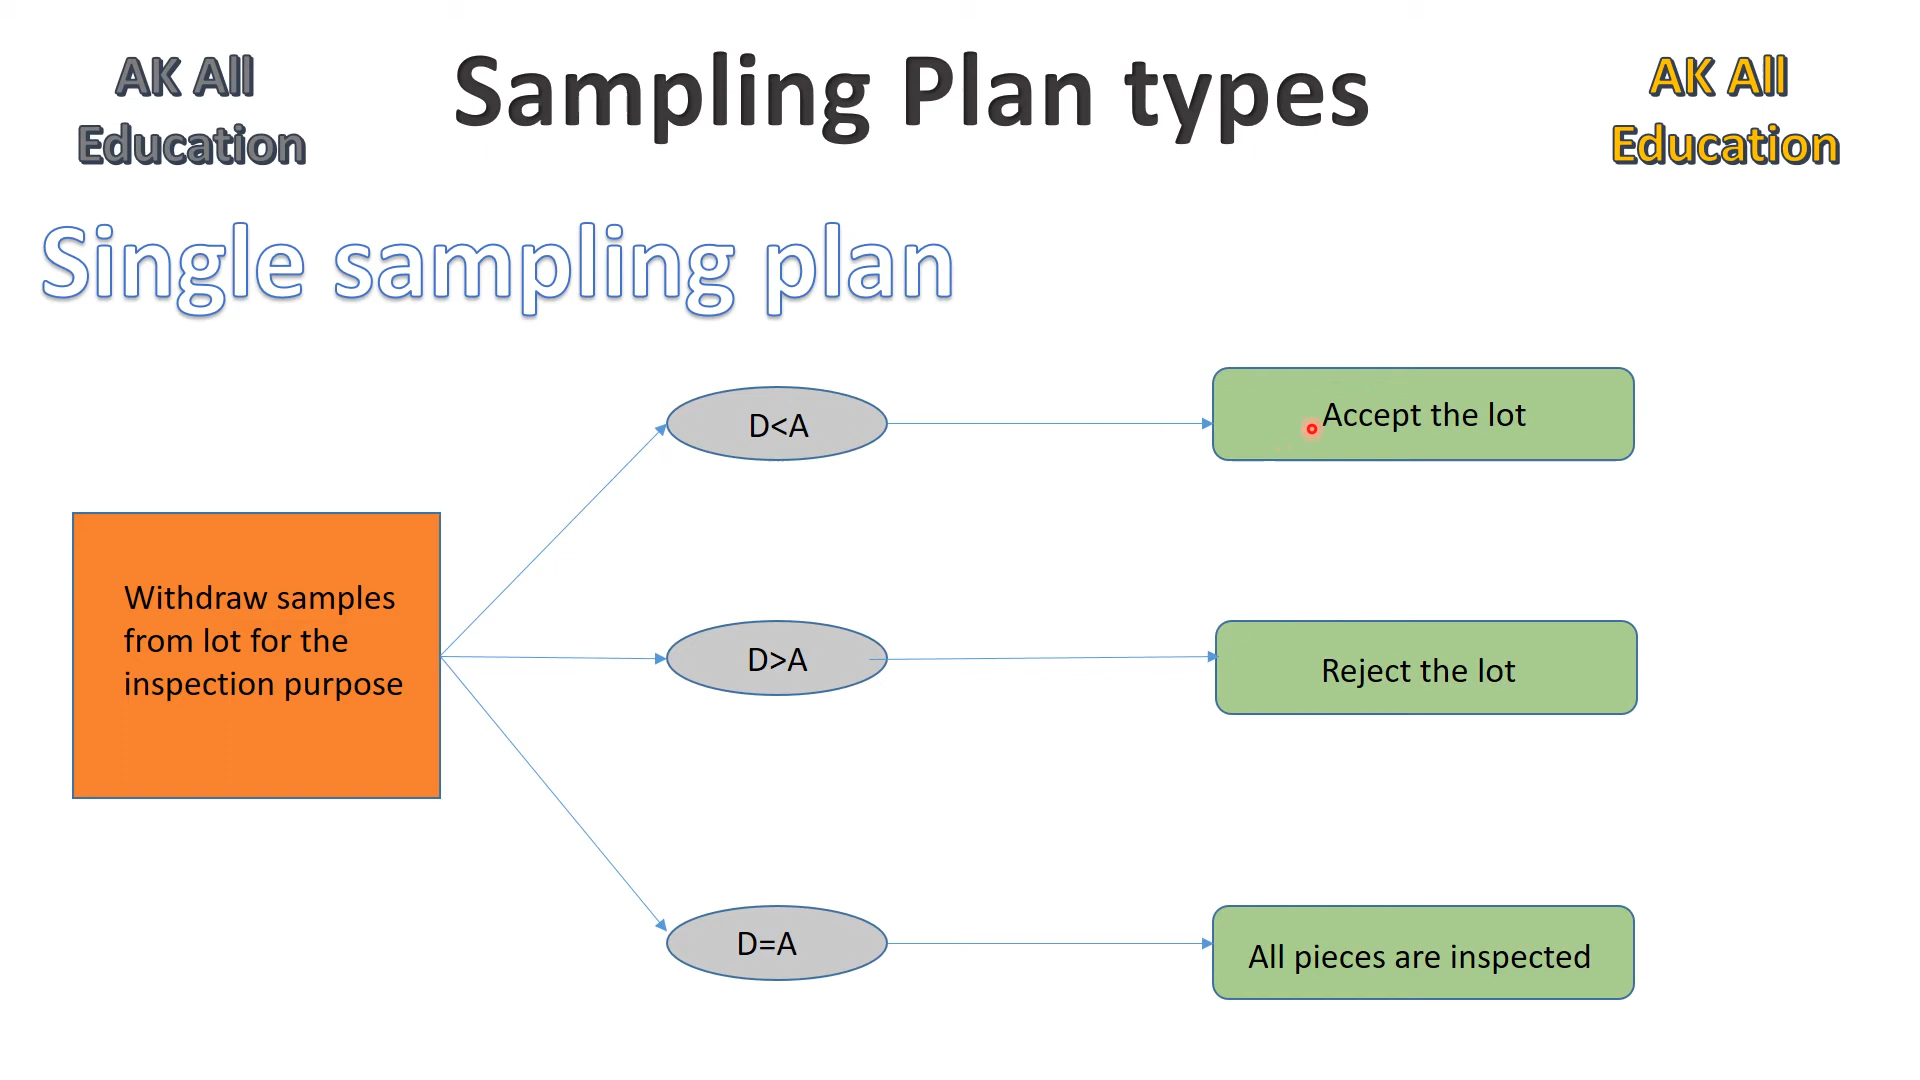 AK All
Education
Sampling Plan types
AK All
Education
Single sampling plan
D<A
Accept the lot
Withdraw samples
from lot for the
inspection purpose
D>A
Reject the lot
D=A
All pieces are inspected